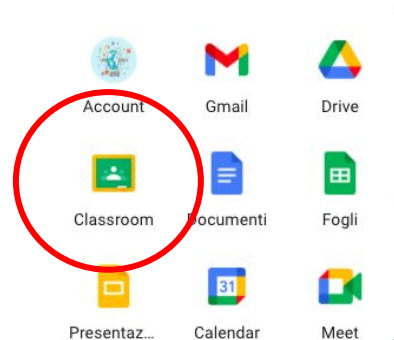 Account Gmail Drive
Classroom Documenti Fogli
31
Presentaz... Calendar Meet